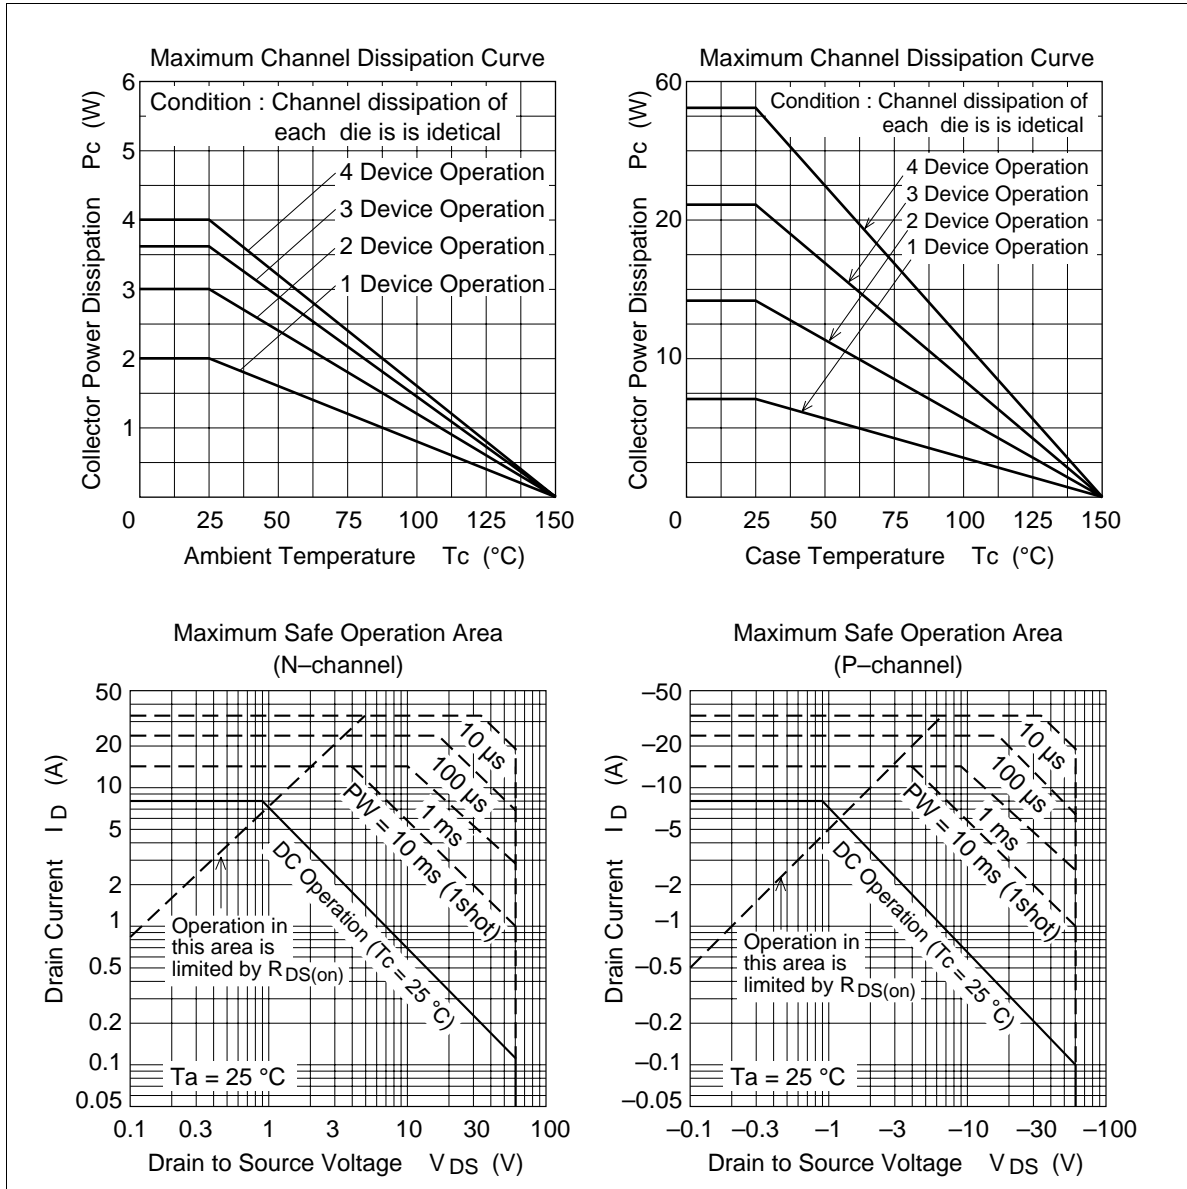 Maximum Channel Dissipation Curve
6
Condition : Channel dissipation of
each die is is idetical
5
4 Device Operation
3 Device Operation
2 Device Operation
1 Device Operation
4
3
2
1
0
25
50
75
100
125
150
Collector Power Dissipation Pc (W)
Ambient Temperature Tc (°C)
Maximum Channel Dissipation Curve
60
Condition : Channel dissipation of
each die is is idetical
40
4 Device Operation
3 Device Operation
2 Device Operation
1 Device Operation
20
10
0
25
50
75
100
125
150
Collector Power Dissipation Pc (W)
Case Temperature Tc (°C)
Maximum Safe Operation Area
(N–channel)
50
20
10
5
2
1
0.5
0.2
0.1
0.05
Drain Current I D (A)
10 µs
100 µs
1 ms
PW = 10 ms (1shot)
DC Operation (Tc = 25 °C)
Operation in
this area is
limited by R DS(on)
Ta = 25 °C
0.1
0.3
1
3
10
30
100
Drain to Source Voltage V DS (V)
Maximum Safe Operation Area
(P–channel)
–50
–20
–10
–5
–2
–1
–0.5
–0.2
–0.1
–0.05
Drain Current I D (A)
10 µs
100 µs
1 ms
PW = 10 ms (1shot)
DC Operation (Tc = 25 °C)
Operation in
this area is
limited by R DS(on)
Ta = 25 °C
–0.1
–0.3
–1
–3
–10
–30
–100
Drain to Source Voltage V DS (V)